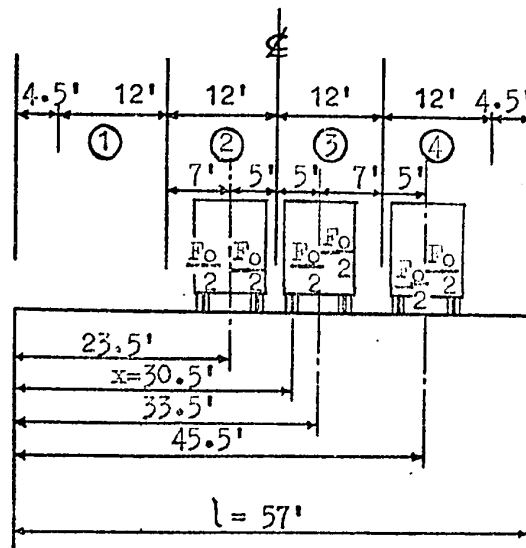 ℄
4.5' 12' 12' 12' 12' 4.5'
1 2 3 4
7' 5' 5' 7' 5'
Fo/2 Fo/2 Fo/2 Fo/2 Fo/2 Fo/2
23.5'
x=30.5'
33.5'
45.5'
l = 57'